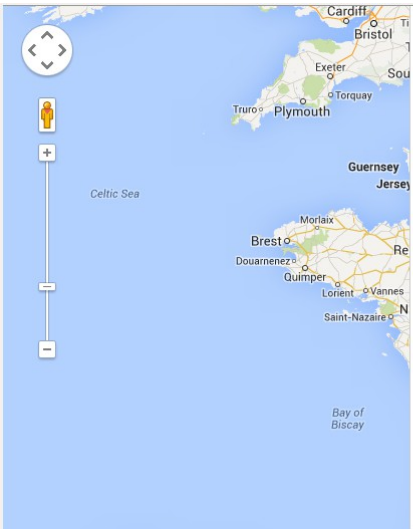 Cardiff
Bristol
Exeter
Sou
Torquay
Truro
Plymouth
Guernsey
Jersey
Celtic Sea
Morlaix
Brest
Re
Douarnenez
Quimper
Lorient
Vannes
N
Saint-Nazaire
Bay of
Biscay